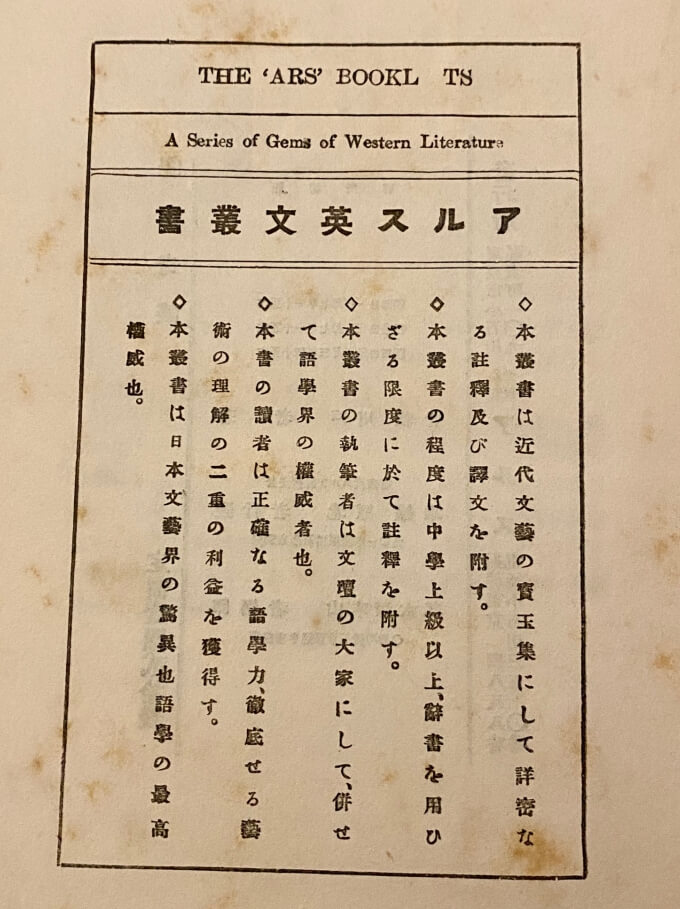 THE 'ARS' BOOKL TS
A Series of Gems of Western Literature
アルス英文叢書
◇本叢書は近代文藝の寶玉集にして詳密な
る註釋及び譯文を附す。
◇本叢書の程度は中學上級以上、辭書を用ひ
ざる限度に於て註釋を附す。
◇本叢書の執筆者は文壇の大家にして、併せ
て語學界の權威者也。
◇本書の讀者は正確なる語學力、徹底せる藝
術の理解の二重の利益を獲得す。
◇本叢書は日本文藝界の驚異也語學の最高
權威也。